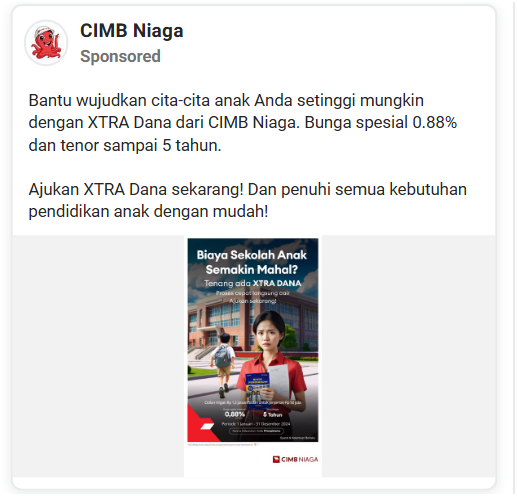 CIMB Niaga
Sponsored
Bantu wujudkan cita-cita anak Anda setinggi mungkin
dengan XTRA Dana dari CIMB Niaga. Bunga spesial 0.88%
dan tenor sampai 5 tahun.
Ajukan XTRA Dana sekarang! Dan penuhi semua kebutuhan
pendidikan anak dengan mudah!
Biaya Sekolah Anak
Semakin Mahal?
Tenang ada XTRA DANA
Proses cepat langsung cair
Ajukan sekarang!
0,88%
5 Tahun
Periode 1 Januari - 31 Desember 2024
CIMB NIAGA